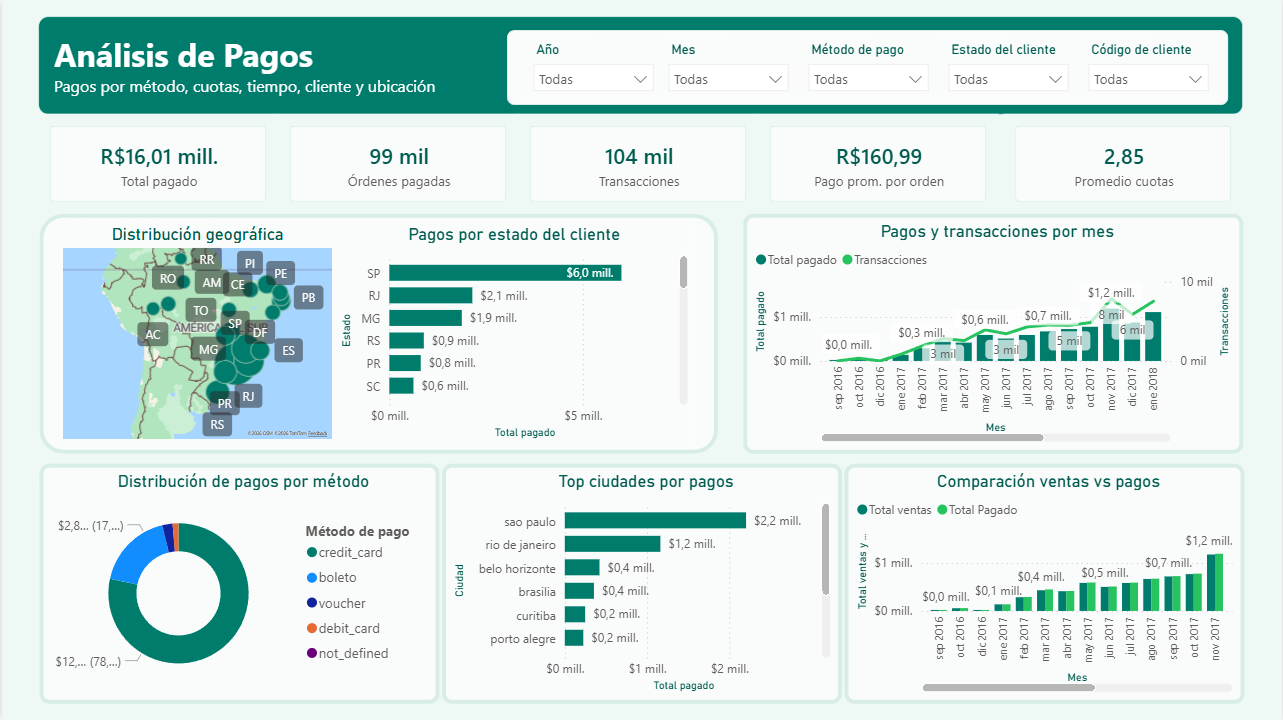 Análisis de Pagos
Pagos por método, cuotas, tiempo, cliente y ubicación
Año
Mes
Método de pago
Estado del cliente
Código de cliente
Todas
Todas
Todas
Todas
Todas
R$16,01 mill.
Total pagado
99 mil
Órdenes pagadas
104 mil
Transacciones
R$160,99
Pago prom. por orden
2,85
Promedio cuotas
Distribución geográfica
RR
PI
RO
AM
CE
PE
PB
TO
SP
DF
AC
MG
ES
PR
RJ
RS
Feedback
Pagos por estado del cliente
Estado
SP $6,0 mill.
RJ $2,1 mill.
MG $1,9 mill.
RS $0,9 mill.
PR $0,8 mill.
SC $0,6 mill.
$0 mill. $5 mill.
Total pagado
Pagos y transacciones por mes
Total pagado Transacciones
Total pagado
$1 mill.
$0 mill.
$0,0 mill.
$0,3 mill.
$0,6 mill.
$0,7 mill.
$1,2 mill.
3 mil
3 mil
5 mil
8 mil
6 mil
10 mil
0 mil
Transacciones
sep 2016
oct 2016
dic 2016
ene 2017
feb 2017
mar 2017
abr 2017
may 2017
jun 2017
jul 2017
ago 2017
sep 2017
oct 2017
nov 2017
dic 2017
ene 2018
Mes
Distribución de pagos por método
$2,8... (17,...)
$12,... (78,...)
Método de pago
credit_card
boleto
voucher
debit_card
not_defined
Top ciudades por pagos
Ciudad
sao paulo $2,2 mill.
rio de janeiro $1,2 mill.
belo horizonte $0,4 mill.
brasilia $0,4 mill.
curitiba $0,2 mill.
porto alegre $0,2 mill.
$0 mill. $1 mill. $2 mill.
Total pagado
Comparación ventas vs pagos
Total ventas Total Pagado
Total ventas y ...
$1 mill.
$0 mill.
$0,0 mill.
$0,1 mill.
$0,4 mill.
$0,5 mill.
$0,7 mill.
$1,2 mill.
sep 2016
oct 2016
dic 2016
ene 2017
feb 2017
mar 2017
abr 2017
may 2017
jun 2017
jul 2017
ago 2017
sep 2017
oct 2017
nov 2017
Mes